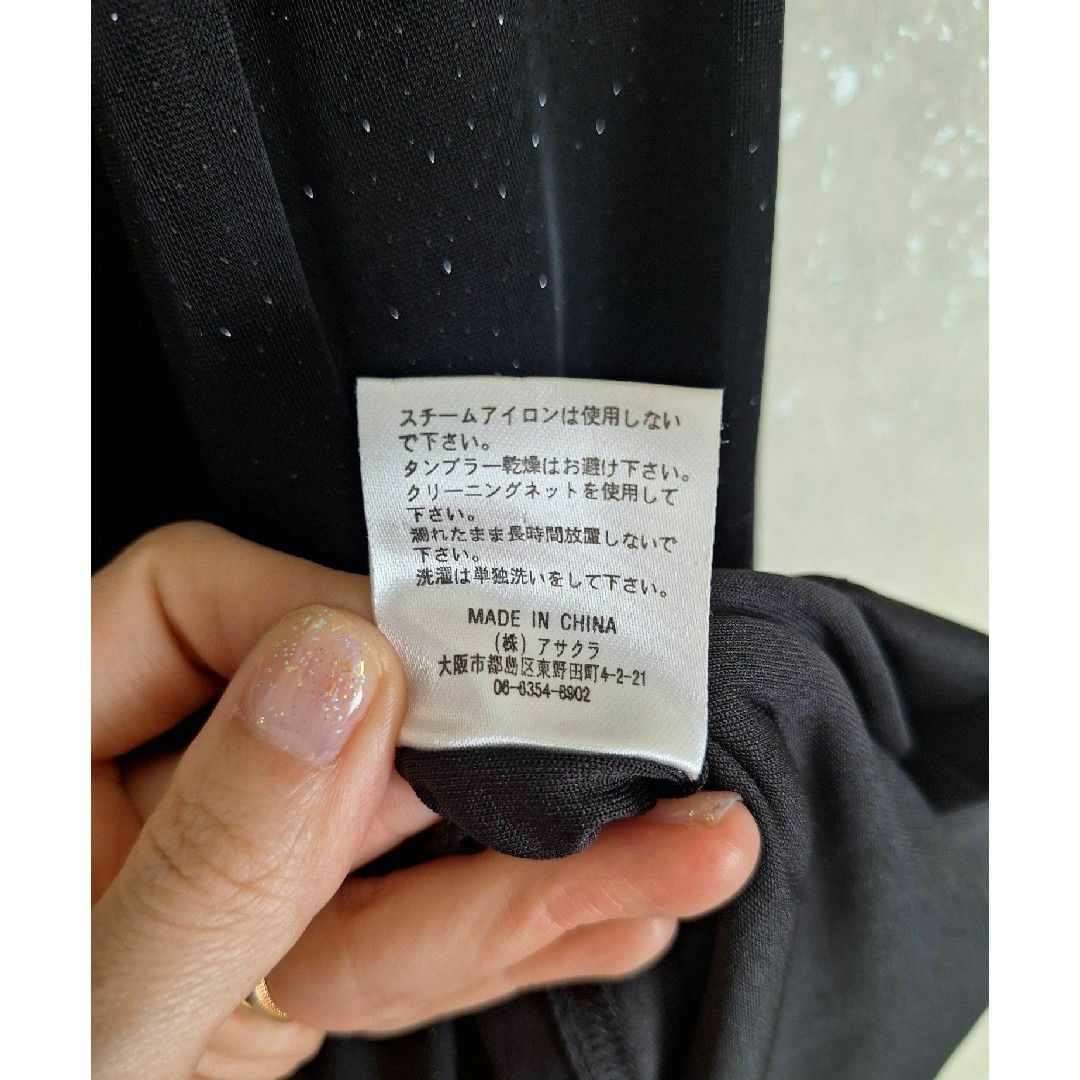 スチームアイロンは使用しない
で下さい。
タンブラー乾燥はお避け下さい。
クリーニングネットを使用して
下さい。
濡れたまま長時間放置しないで
下さい。
洗濯は単独洗いをして下さい。
MADE IN CHINA
(株) アサクラ
大阪市都島区東野田町4-2-21
06-6354-8902